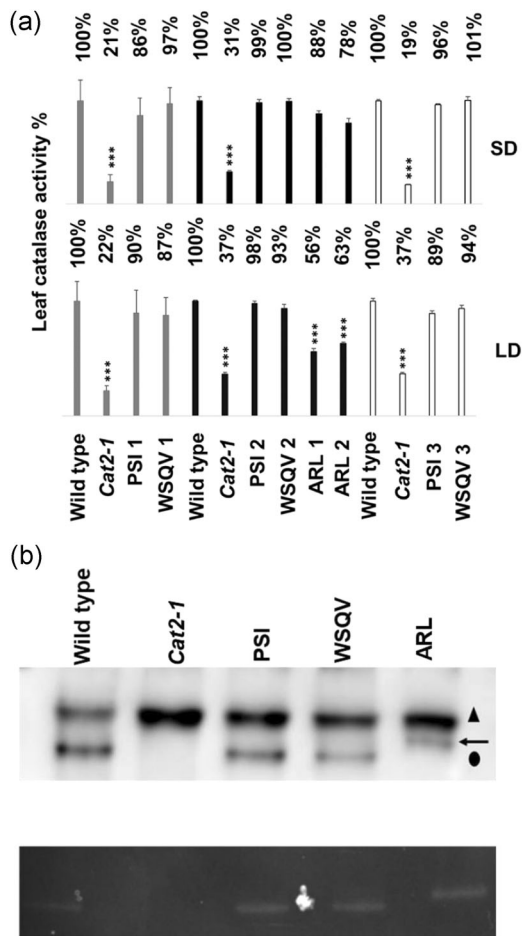 (a)
100% 21% 86% 97% 100% 31% 99% 100% 88% 78% 100% 19% 96% 101%
*** *** ***
SD
Leaf catalase activity %
100% 22% 90% 87% 100% 37% 98% 93% 56% 63% 100% 37% 89% 94%
*** *** *** *** ***
LD
Wild type Cat2-1 PSI 1 WSQV 1 Wild type Cat2-1 PSI 2 WSQV 2 ARL 1 ARL 2 Wild type Cat2-1 PSI 3 WSQV 3
(b)
Wild type Cat2-1 PSI WSQV ARL